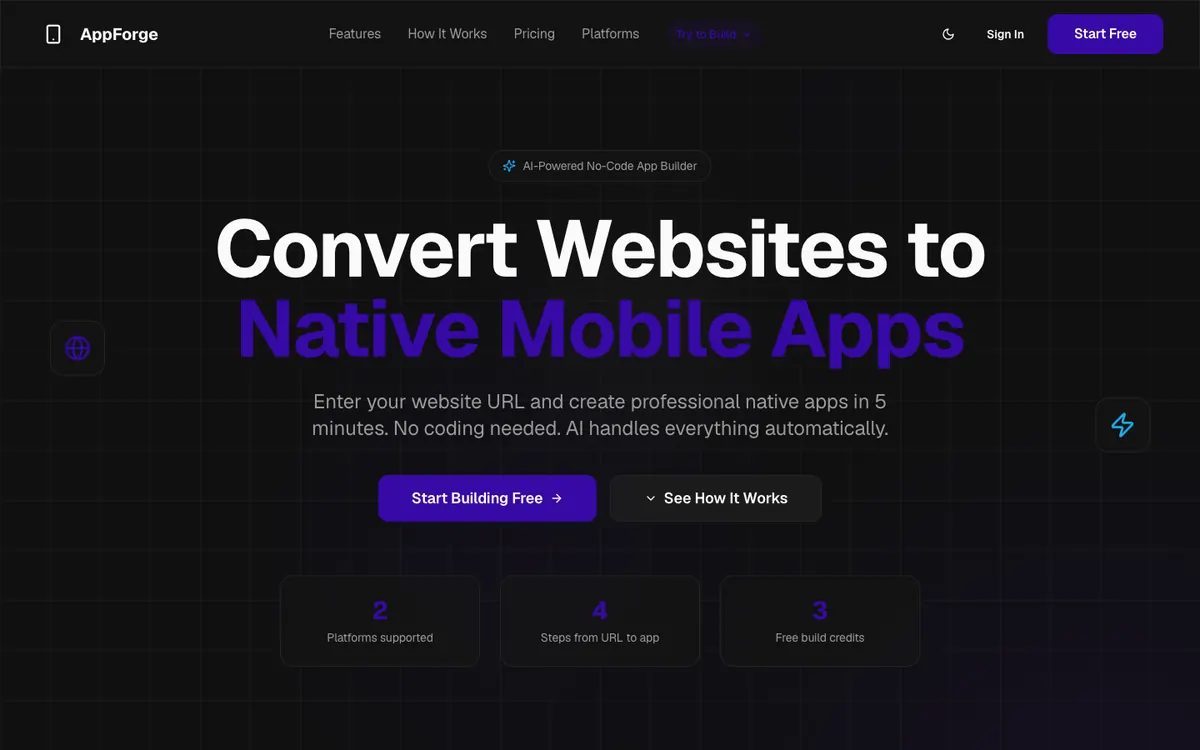 AppForge
Features
How It Works
Pricing
Platforms
Try to Build
Sign In
Start Free
AI-Powered No-Code App Builder
Convert Websites to
Native Mobile Apps
Enter your website URL and create professional native apps in 5
minutes. No coding needed. AI handles everything automatically.
Start Building Free →
See How It Works
2
Platforms supported
4
Steps from URL to app
3
Free build credits